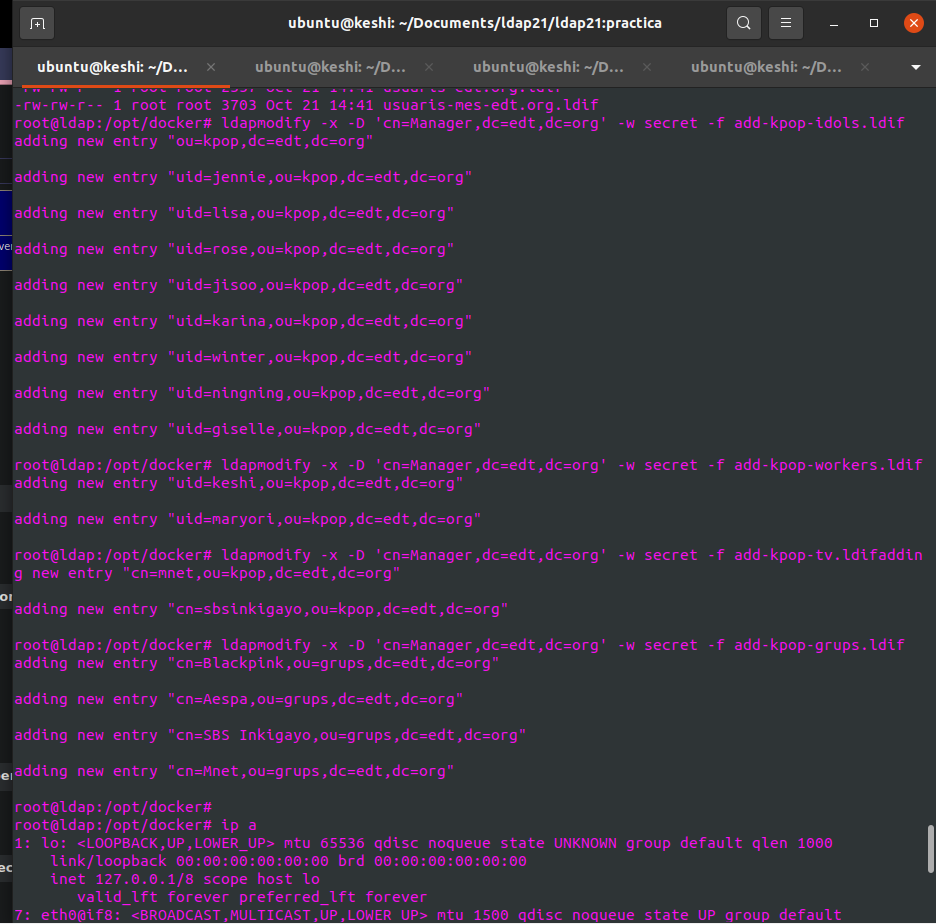 ubuntu@keshi: ~/Documents/ldap21/ldap21:practica
ubuntu@keshi: ~/D... × ubuntu@keshi: ~/D... × ubuntu@keshi: ~/D... × ubuntu@keshi: ~/D... ×
-rw-rw-r-- 1 root root 3703 Oct 21 14:41 usuaris-mes-edt.org.ldif
root@ldap:/opt/docker# ldapmodify -x -D 'cn=Manager,dc=edt,dc=org' -w secret -f add-kpop-idols.ldif
adding new entry "ou=kpop,dc=edt,dc=org"
adding new entry "uid=jennie,ou=kpop,dc=edt,dc=org"
adding new entry "uid=lisa,ou=kpop,dc=edt,dc=org"
adding new entry "uid=rose,ou=kpop,dc=edt,dc=org"
adding new entry "uid=jisoo,ou=kpop,dc=edt,dc=org"
adding new entry "uid=karina,ou=kpop,dc=edt,dc=org"
adding new entry "uid=winter,ou=kpop,dc=edt,dc=org"
adding new entry "uid=ningning,ou=kpop,dc=edt,dc=org"
adding new entry "uid=giselle,ou=kpop,dc=edt,dc=org"
root@ldap:/opt/docker# ldapmodify -x -D 'cn=Manager,dc=edt,dc=org' -w secret -f add-kpop-workers.ldif
adding new entry "uid=keshi,ou=kpop,dc=edt,dc=org"
adding new entry "uid=maryori,ou=kpop,dc=edt,dc=org"
root@ldap:/opt/docker# ldapmodify -x -D 'cn=Manager,dc=edt,dc=org' -w secret -f add-kpop-tv.ldifaddin
g new entry "cn=mnet,ou=kpop,dc=edt,dc=org"
adding new entry "cn=sbsinkigayo,ou=kpop,dc=edt,dc=org"
root@ldap:/opt/docker# ldapmodify -x -D 'cn=Manager,dc=edt,dc=org' -w secret -f add-kpop-grups.ldif
adding new entry "cn=Blackpink,ou=grups,dc=edt,dc=org"
adding new entry "cn=Aespa,ou=grups,dc=edt,dc=org"
adding new entry "cn=SBS Inkigayo,ou=grups,dc=edt,dc=org"
adding new entry "cn=Mnet,ou=grups,dc=edt,dc=org"
root@ldap:/opt/docker#
root@ldap:/opt/docker# ip a
1: lo: <LOOPBACK,UP,LOWER_UP> mtu 65536 qdisc noqueue state UNKNOWN group default qlen 1000
link/loopback 00:00:00:00:00:00 brd 00:00:00:00:00:00
inet 127.0.0.1/8 scope host lo
valid_lft forever preferred_lft forever
7: eth0@if8: <BROADCAST,MULTICAST,UP,LOWER_UP> mtu 1500 qdisc noqueue state UP group default